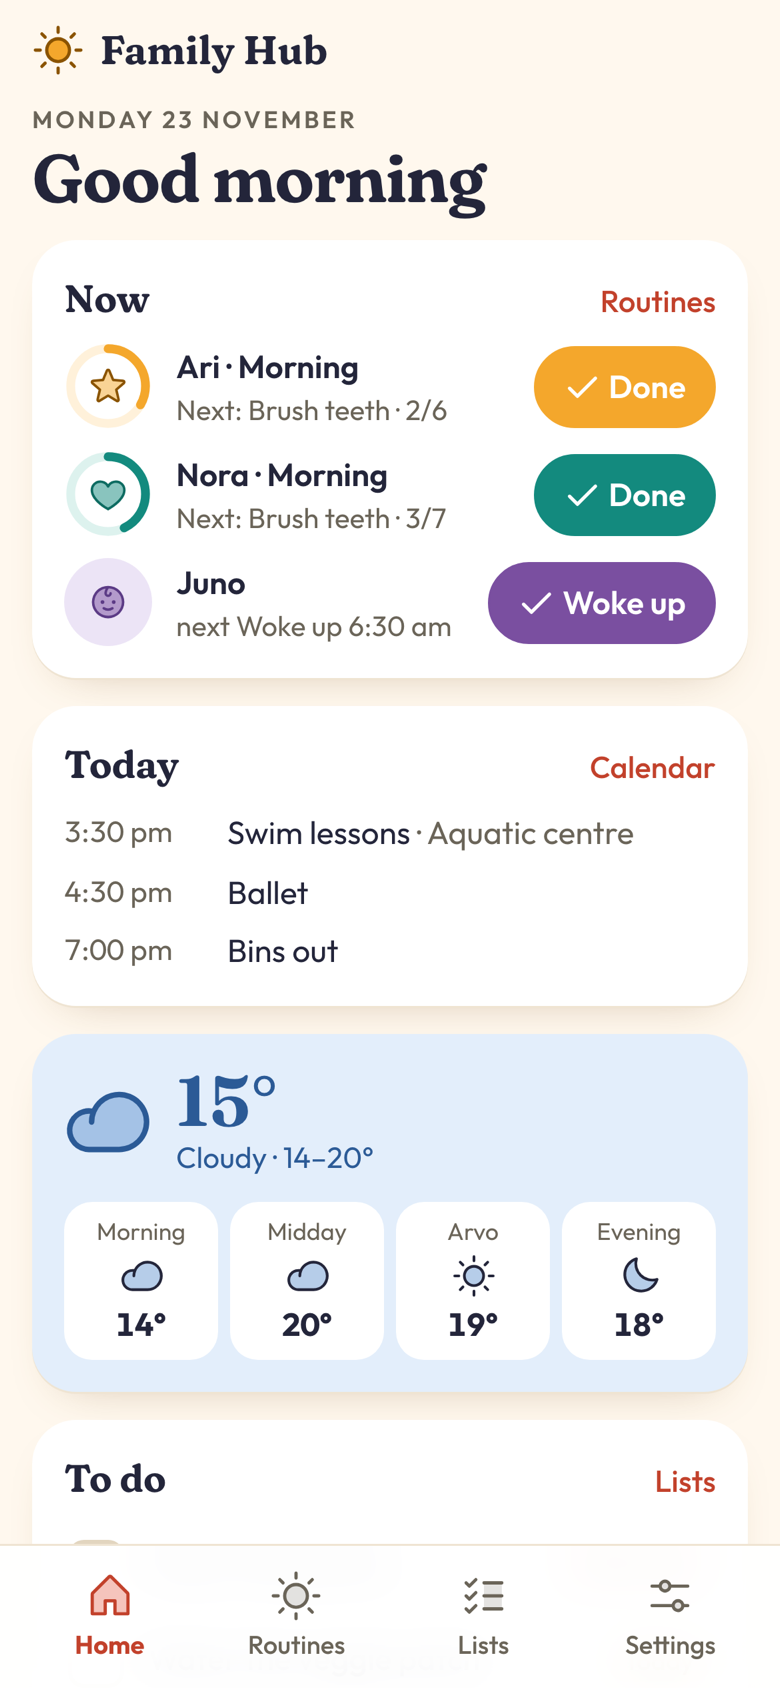 Family Hub
MONDAY 23 NOVEMBER
Good morning
Now
Routines
Ari · Morning
Next: Brush teeth · 2/6
Done
Nora · Morning
Next: Brush teeth · 3/7
Done
Juno
next Woke up 6:30 am
Woke up
Today
Calendar
3:30 pm Swim lessons · Aquatic centre
4:30 pm Ballet
7:00 pm Bins out
15°
Cloudy · 14–20°
Morning Midday Arvo Evening
14° 20° 19° 18°
To do
Lists
Home Routines Lists Settings